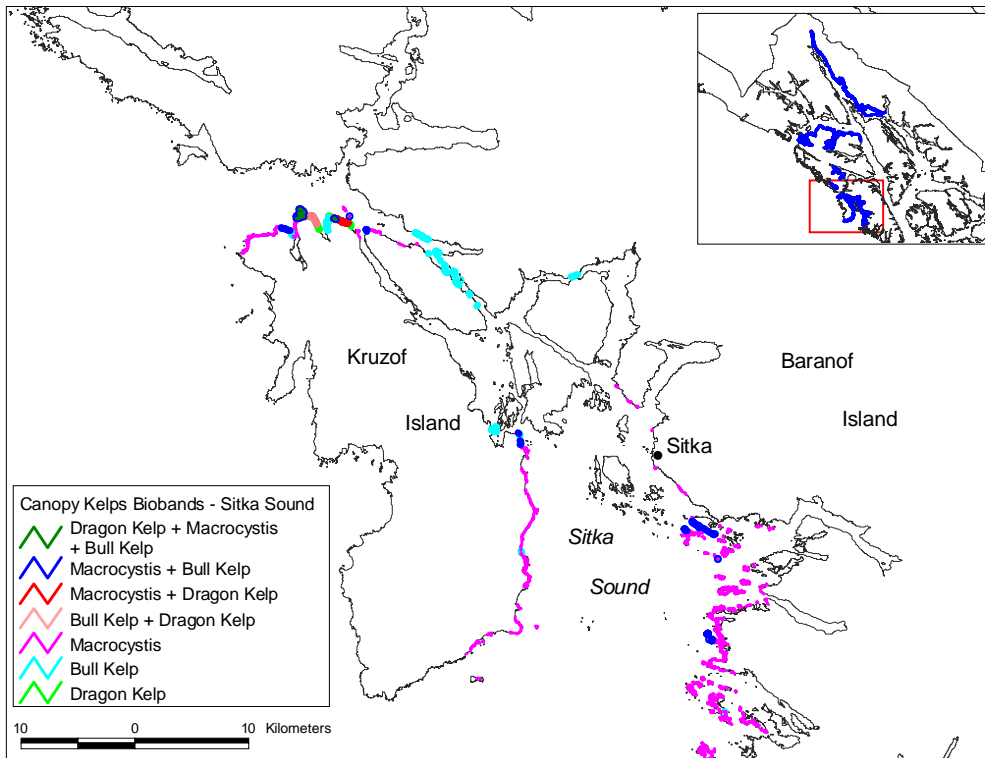 Kruzof
Island
Baranof
Island
Sitka
Sitka
Sound
Canopy Kelps Biobands - Sitka Sound
Dragon Kelp + Macrocystis
+ Bull Kelp
Macrocystis + Bull Kelp
Macrocystis + Dragon Kelp
Bull Kelp + Dragon Kelp
Macrocystis
Bull Kelp
Dragon Kelp
10 0 10 Kilometers